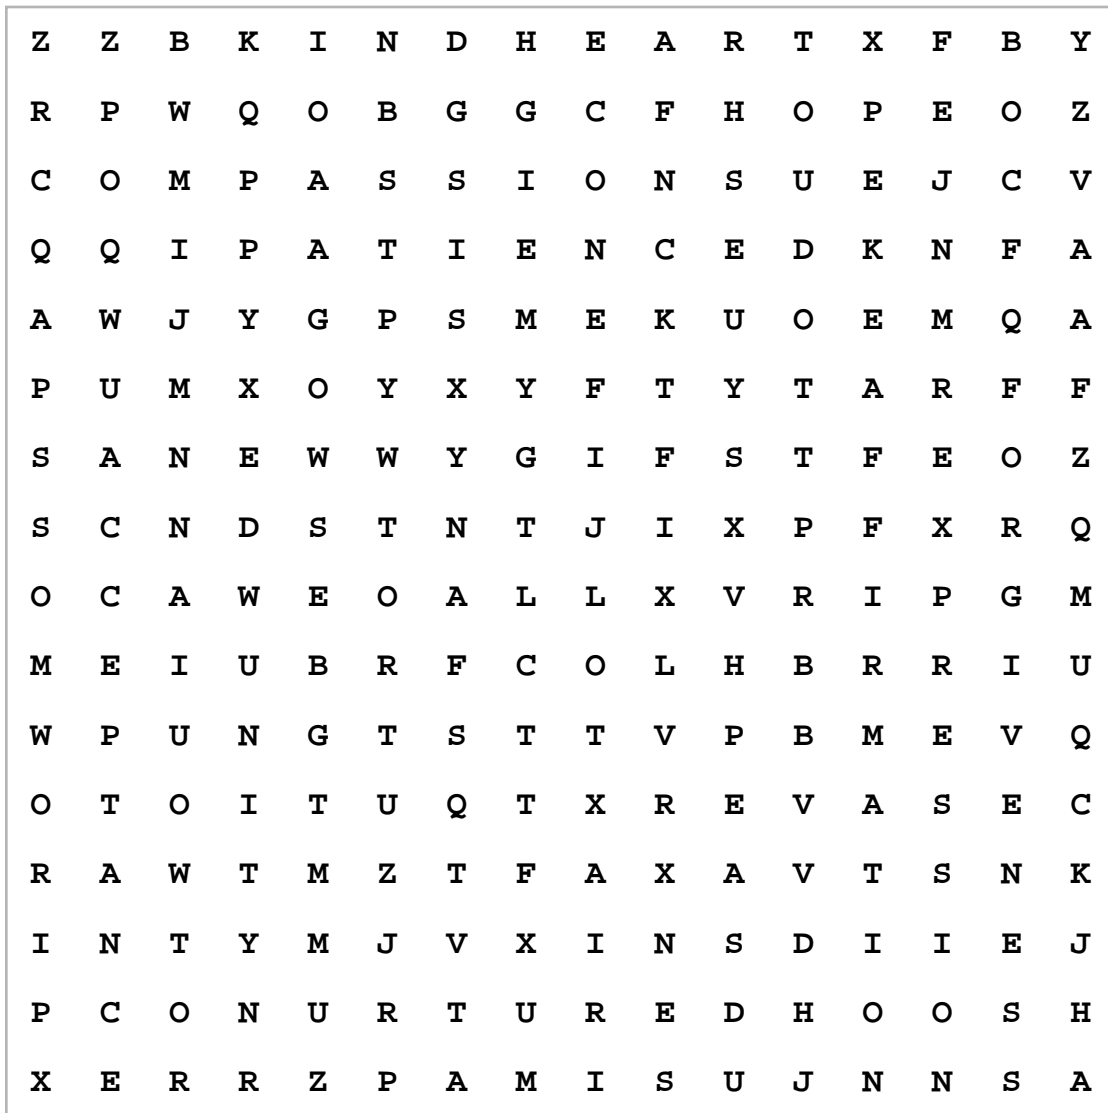 Z Z B K I N D H E A R T X F B Y
R P W Q O B G G C F H O P E O Z
C O M P A S S I O N S U E J C V
Q Q I P A T I E N C E D K N F A
A W J Y G P S M E K U O E M Q A
P U M X O Y X Y F T Y T A R F F
S A N E W W Y G I F S T F E O Z
S C N D S T N T J I X P F X R Q
O C A W E O A L L X V R I P G M
M E I U B R F C O L H B R R I U
W P U N G T S T T V P B M E V Q
O T O I T U Q T X R E V A S E C
R A W T M Z T F A X A V T S N K
I N T Y M J V X I N S D I I E J
P C O N U R T U R E D H O O S H
X E R R Z P A M I S U J N N S A